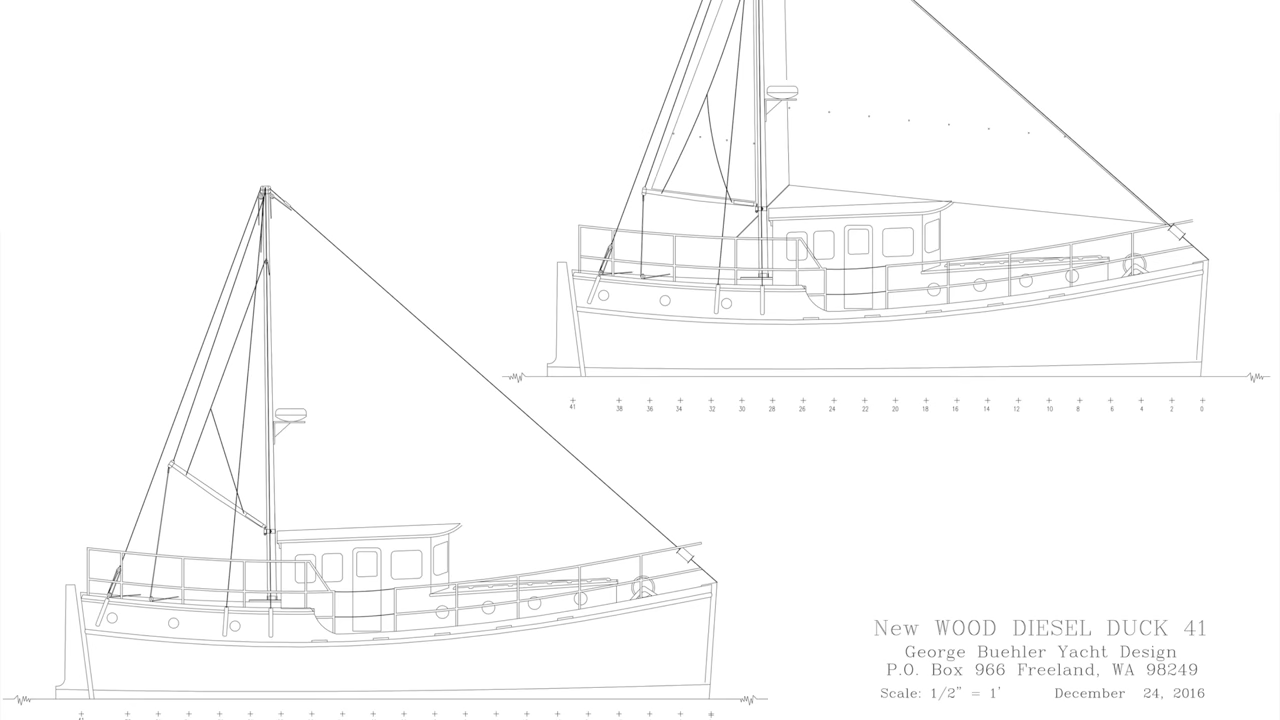 41 38 36 34 32 30 28 26 24 22 20 18 16 14 12 10 8 6 4 2 0
New WOOD DIESEL DUCK 41
George Buehler Yacht Design
P.O. Box 966 Freeland, WA 98249
Scale: 1/2" = 1' December 24, 2016